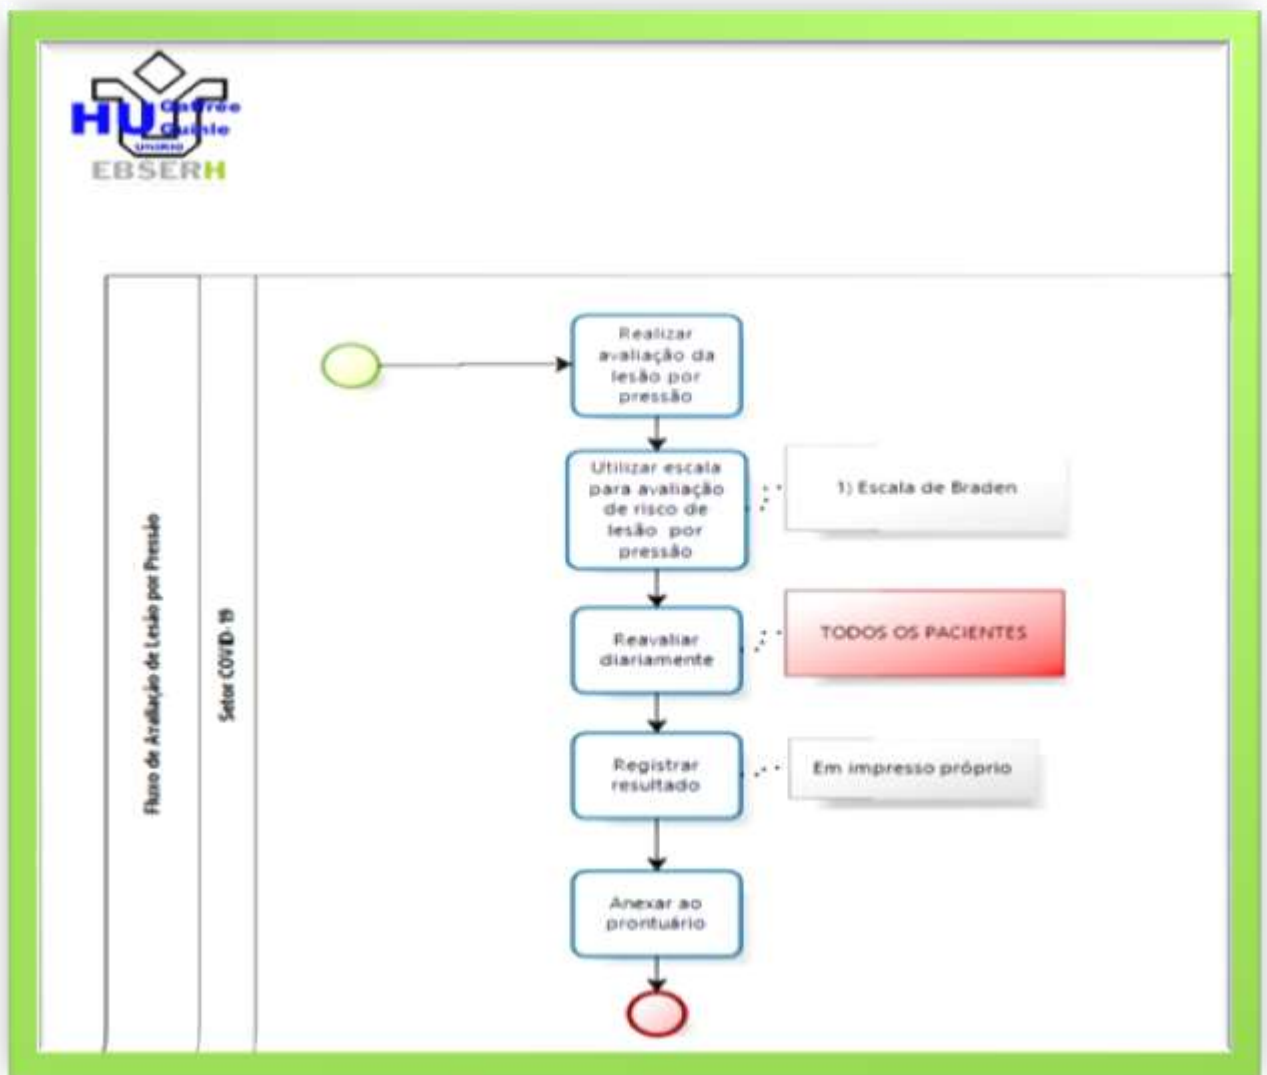 HU Gaffrée
Guinle
UNIRIO
EBSERH
Fluxo de Avaliação de Lesão por Pressão
Setor COVID-19
Realizar
avaliação da
lesão por
pressão
Utilizar escala
para avaliação
de risco de
lesão por
pressão
1) Escala de Braden
Reavaliar
diariamente
TODOS OS PACIENTES
Registrar
resultado
Em impresso próprio
Anexar ao
prontuário